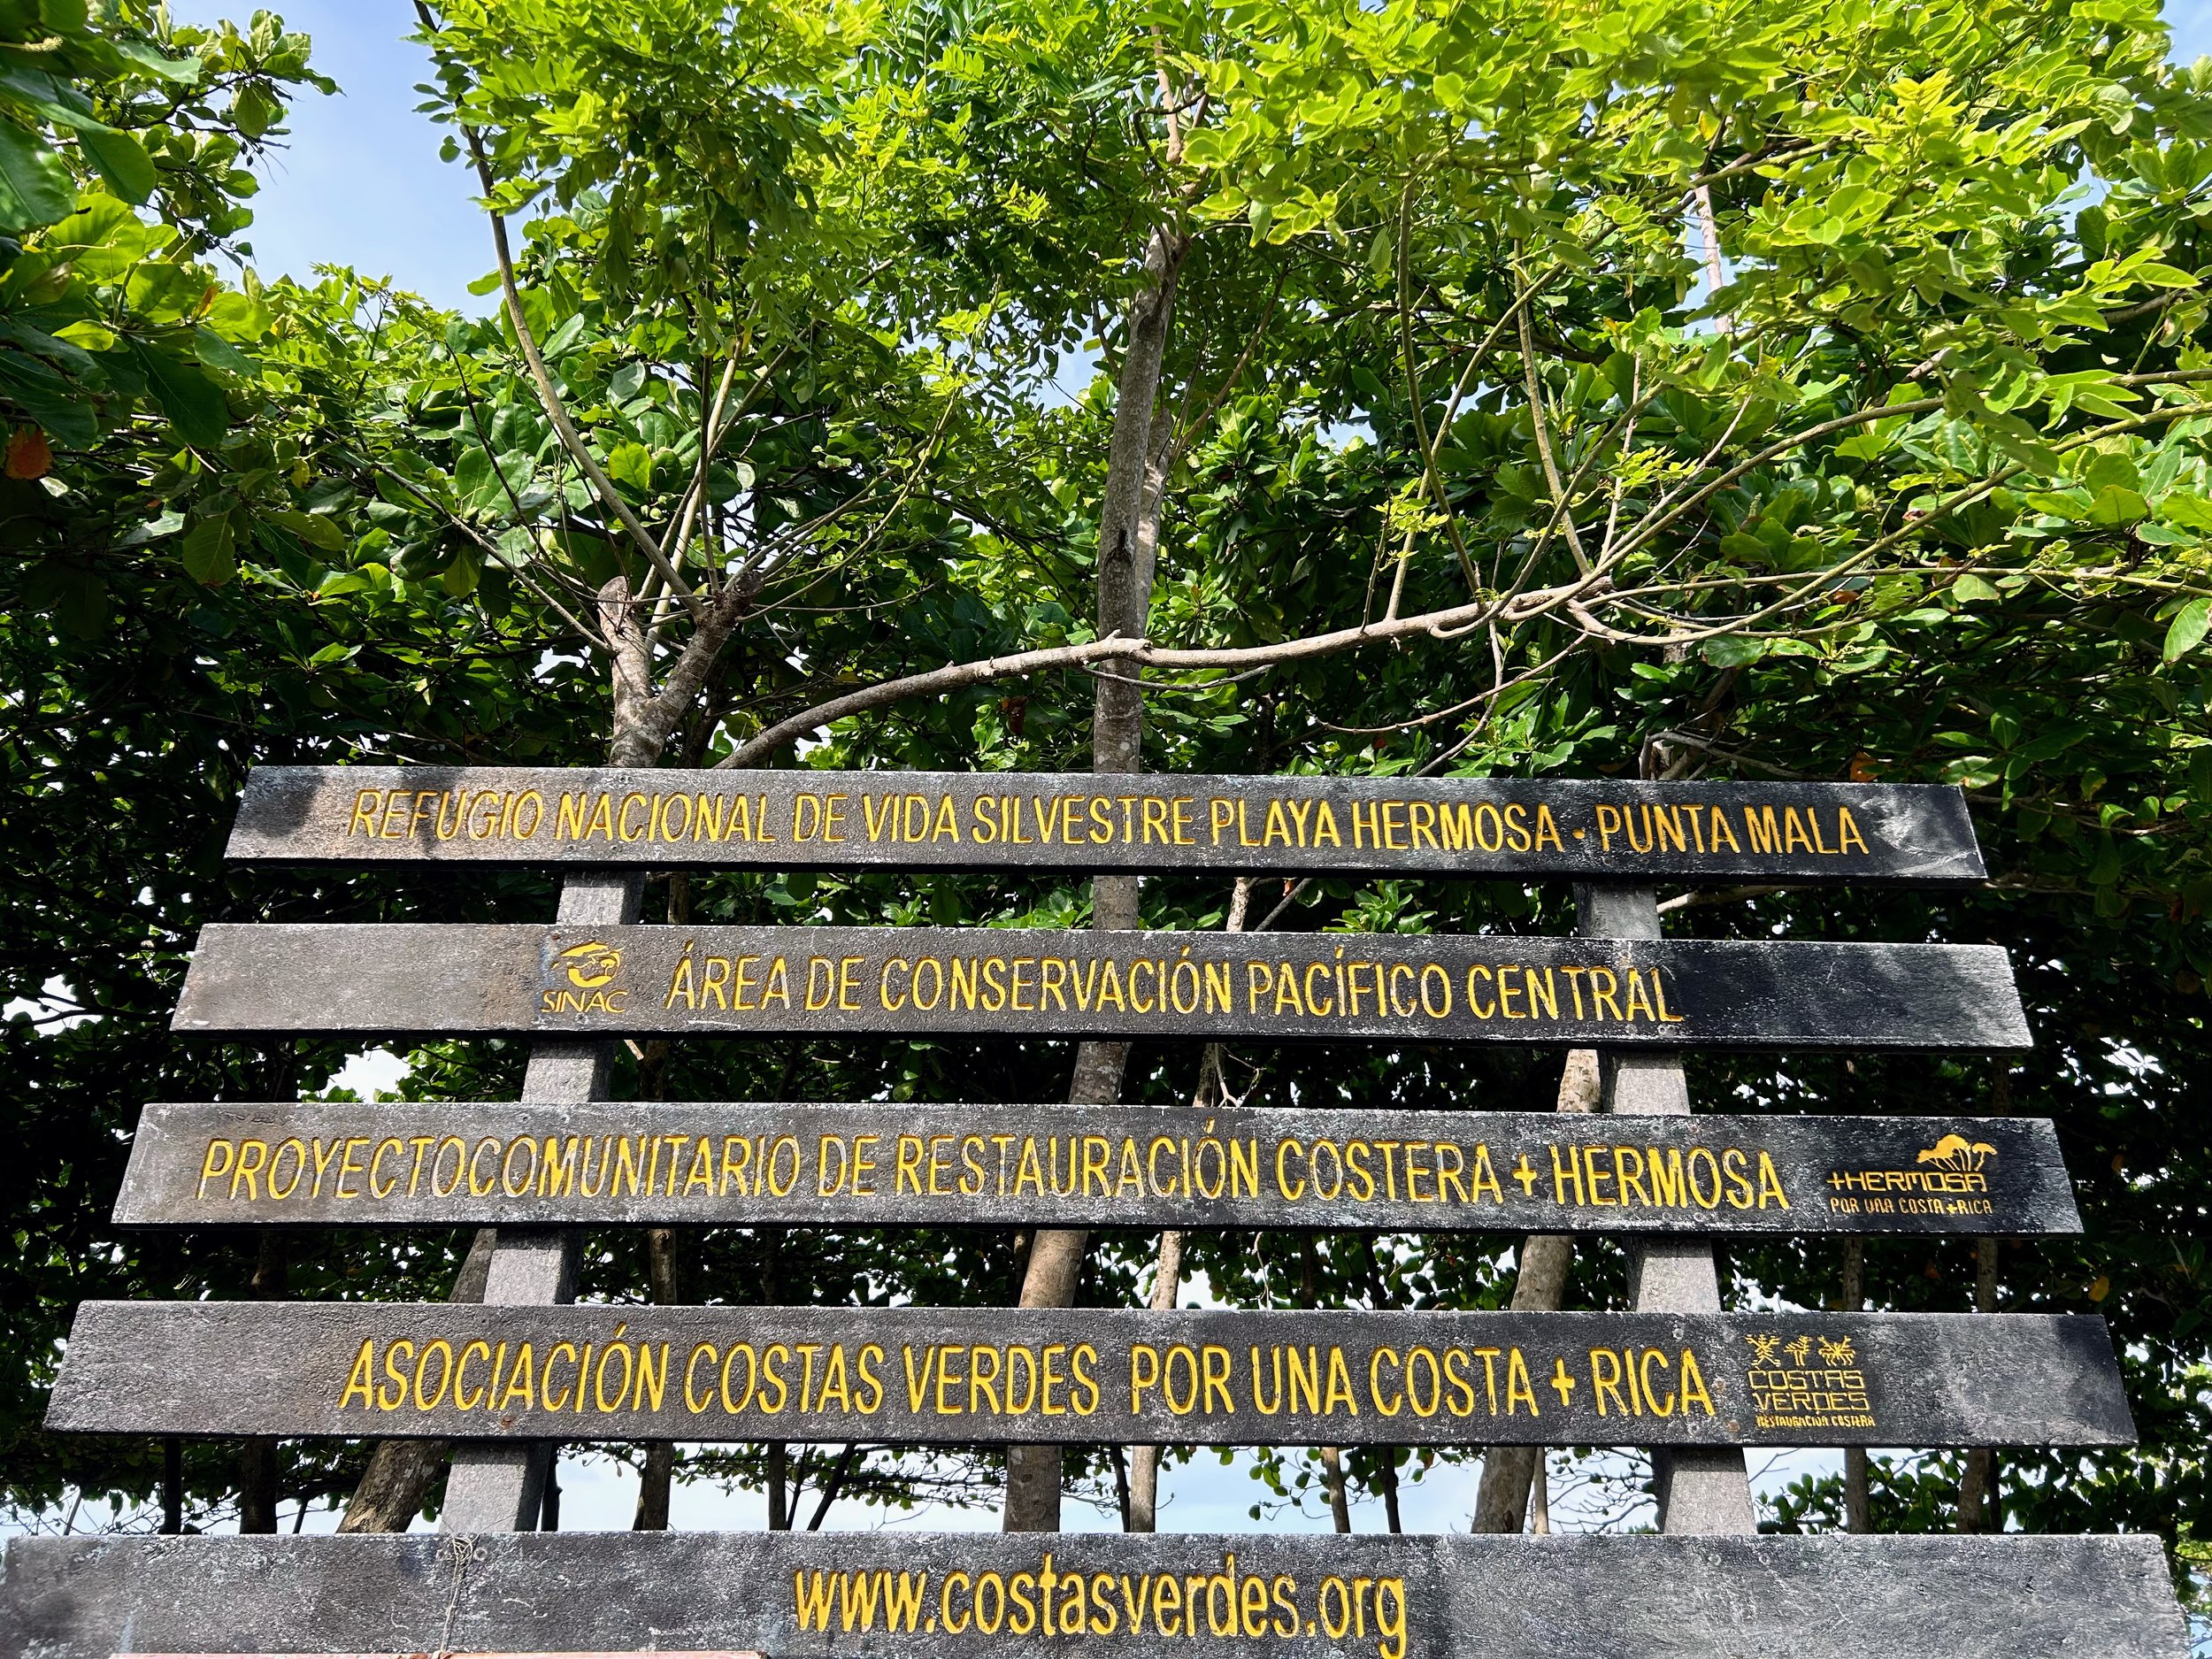 REFUGIO NACIONAL DE VIDA SILVESTRE PLAYA HERMOSA - PUNTA MALA
SINAC ÁREA DE CONSERVACIÓN PACÍFICO CENTRAL
PROYECTO COMUNITARIO DE RESTAURACIÓN COSTERA + HERMOSA
+HERMOSA
POR UNA COSTA+RICA
ASOCIACIÓN COSTAS VERDES POR UNA COSTA + RICA
COSTAS
VERDES
RESTAURACIÓN COSTERA
www.costasverdes.org